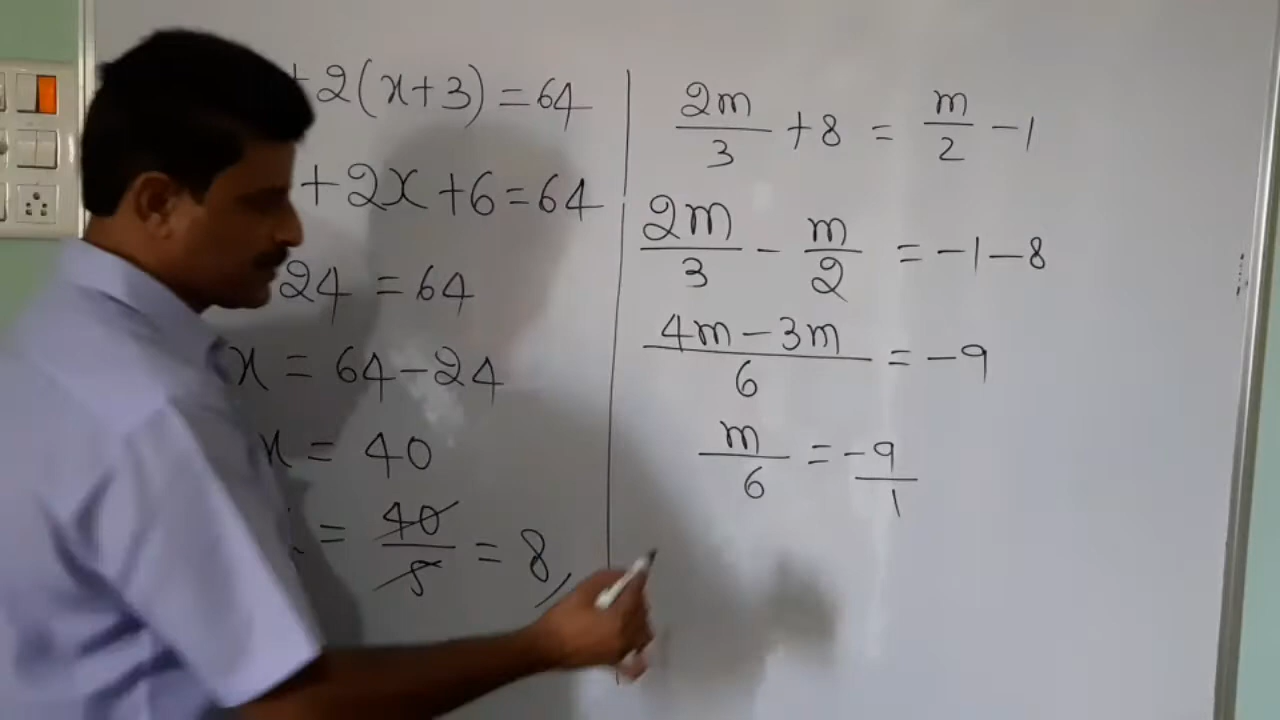 +2(x+3)=64
+2x+6=64
24=64
x=64-24
x=40
=40/5=8,
2m/3+8=m/2-1
2m/3-m/2=-1-8
4m-3m/6=-9
m/6=-9/1